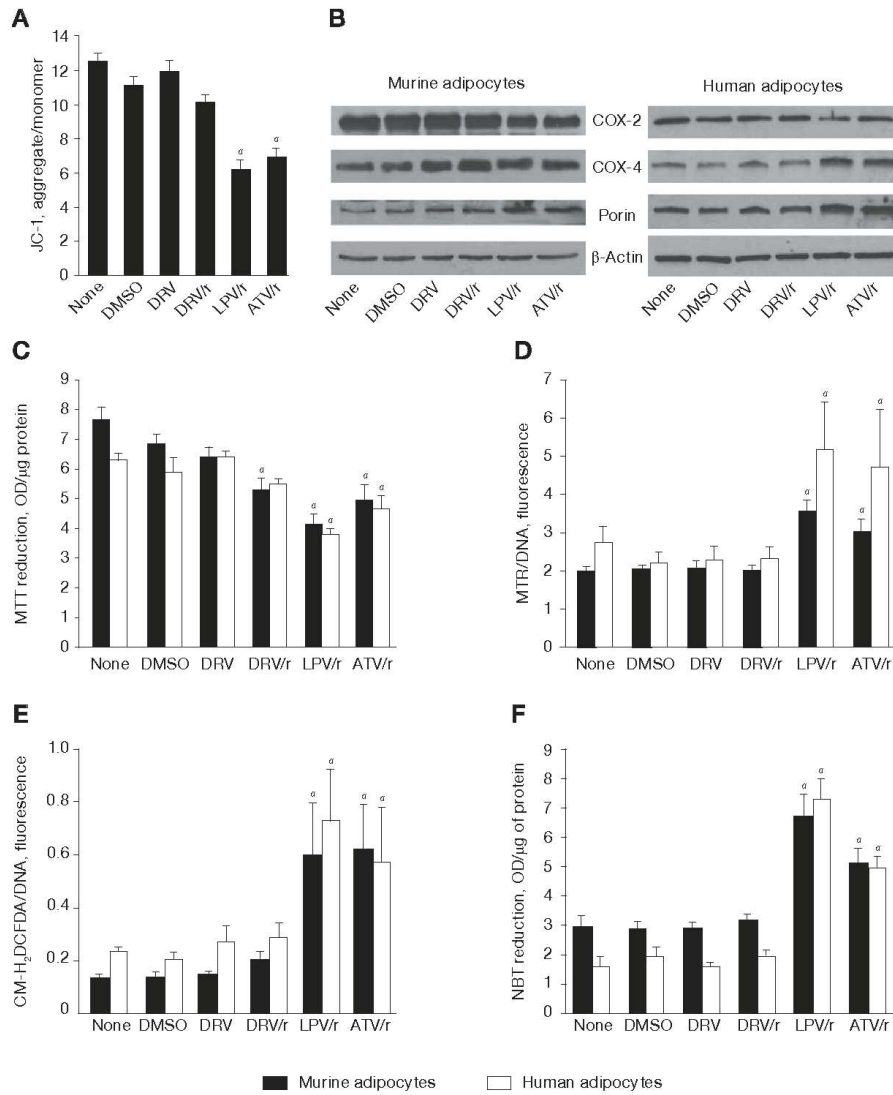 A
JC-1, aggregate/monomer
14
12
10
8
6
4
2
0
a
a
None
DMSO
DRV
DRV/r
LPV/r
ATV/r
B
Murine adipocytes
Human adipocytes
COX-2
COX-4
Porin
β-Actin
None
DMSO
DRV
DRV/r
LPV/r
ATV/r
None
DMSO
DRV
DRV/r
LPV/r
ATV/r
C
MTT reduction, OD/μg protein
9
8
7
6
5
4
3
2
1
0
a
a
a
a
a
None DMSO DRV DRV/r LPV/r ATV/r
D
MTR/DNA, fluorescence
7
6
5
4
3
2
1
0
a
a
a
a
None DMSO DRV DRV/r LPV/r ATV/r
E
CM-H2DCFDA/DNA, fluorescence
1.0
0.8
0.6
0.4
0.2
0
a
a
a
a
None DMSO DRV DRV/r LPV/r ATV/r
F
NBT reduction, OD/μg of protein
9
8
7
6
5
4
3
2
1
0
a
a
a
a
None DMSO DRV DRV/r LPV/r ATV/r
Murine adipocytes
Human adipocytes